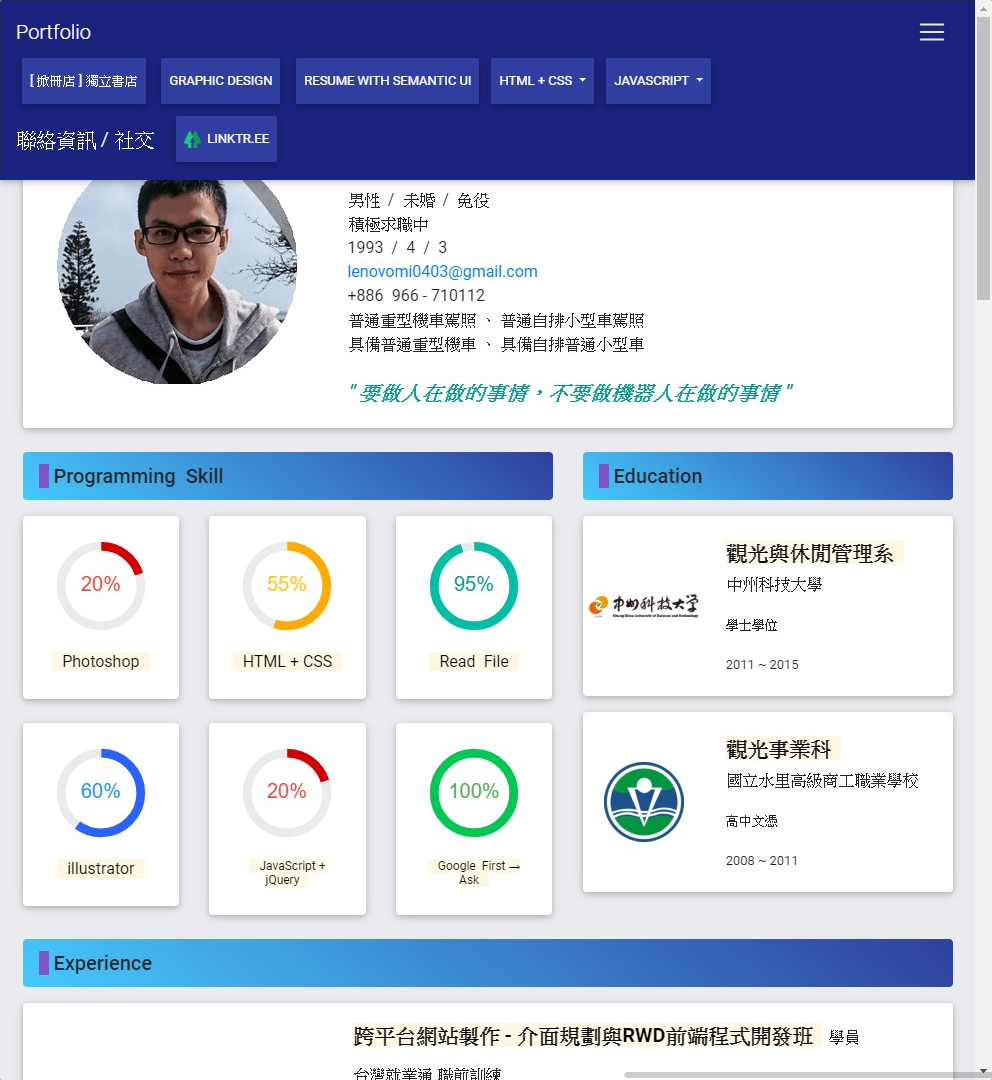 Portfolio
[ 掀冊店 ] 獨立書店
GRAPHIC DESIGN
RESUME WITH SEMANTIC UI
HTML + CSS
JAVASCRIPT
聯絡資訊 / 社交
LINKTR.EE
男性 / 未婚 / 免役
積極求職中
1993 / 4 / 3
lenovomi0403@gmail.com
+886 966 - 710112
普通重型機車駕照 、 普通自排小型車駕照
具備普通重型機車 、 具備自排普通小型車
" 要做人在做的事情，不要做機器人在做的事情 "
Programming Skill
20%
Photoshop
55%
HTML + CSS
95%
Read File
60%
illustrator
20%
JavaScript +
jQuery
100%
Google First →
Ask
Education
中州科技大學
Chung Chou University of Science and Technology
觀光與休閒管理系
中州科技大學
學士學位
2011 ~ 2015
觀光事業科
國立水里高級商工職業學校
高中文憑
2008 ~ 2011
Experience
跨平台網站製作 - 介面規劃與RWD前端程式開發班 學員
台灣就業通 職前訓練